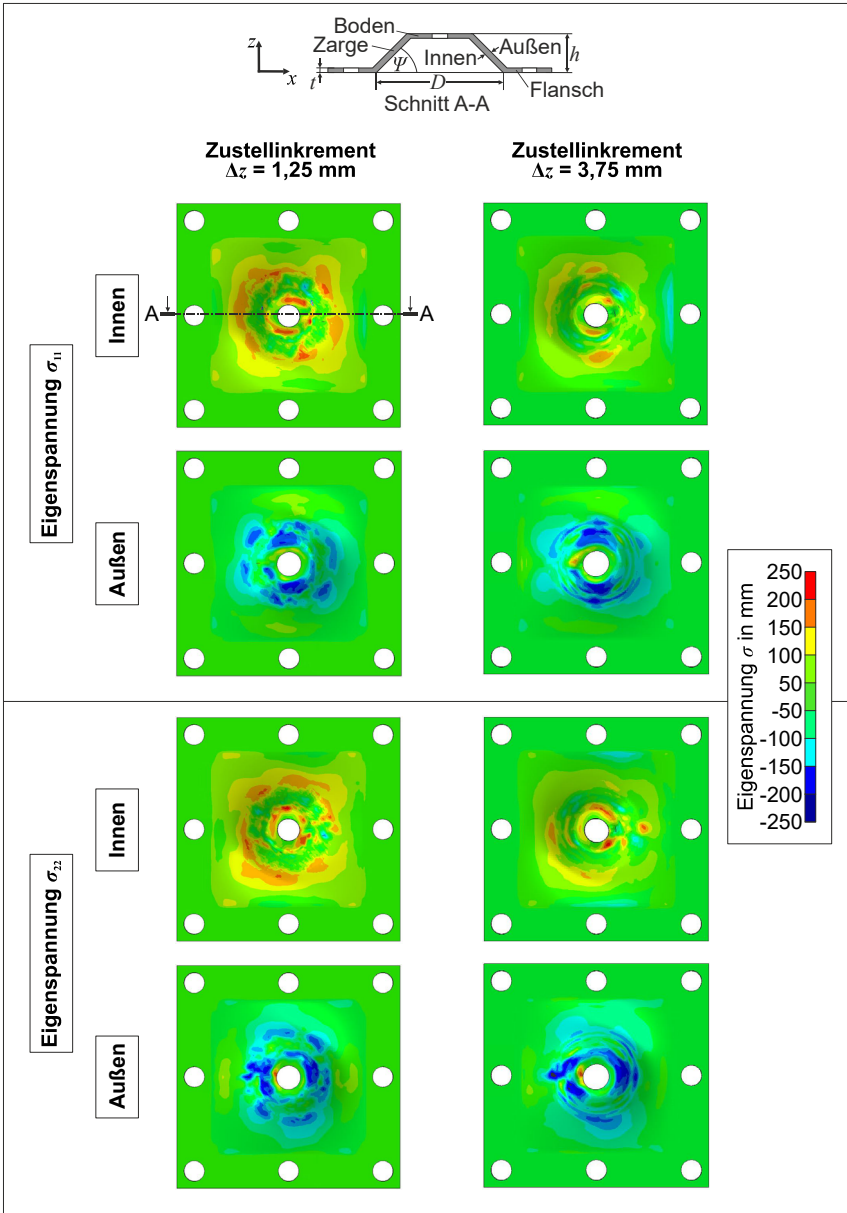 Boden
Zarge
Innen
Außen
z
x
t
Ψ
D
h
Flansch
Schnitt A-A
Zustellinkrement
Δz = 1,25 mm
Zustellinkrement
Δz = 3,75 mm
Eigenspannung σ11
Innen
A
A
Außen
Eigenspannung σ in mm
250
200
150
100
50
-50
-100
-150
-200
-250
Eigenspannung σ22
Innen
Außen